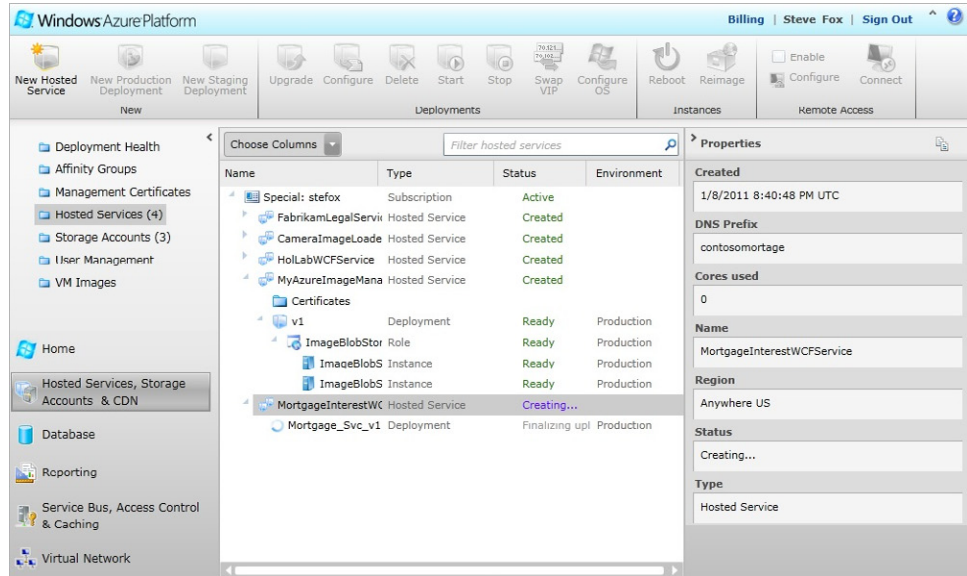 Windows Azure Platform
Billing | Steve Fox | Sign Out
New Hosted Service
New Production Deployment
New Staging Deployment
Upgrade
Configure
Delete
Start
Stop
Swap VIP
Configure OS
Reboot
Reimage
Enable
Configure
Connect
New
Deployments
Instances
Remote Access
Deployment Health
Affinity Groups
Management Certificates
Hosted Services (4)
Storage Accounts (3)
User Management
VM Images
Home
Hosted Services, Storage
Accounts & CDN
Database
Reporting
Service Bus, Access Control
& Caching
Virtual Network
Choose Columns
Filter hosted services
Name Type Status Environment
Special: stefox Subscription Active
FabrikamLegalServi Hosted Service Created
CameraImageLoade Hosted Service Created
HolLabWCFService Hosted Service Created
MyAzureImageMana Hosted Service Created
Certificates
v1 Deployment Ready Production
ImageBlobStor Role Ready Production
ImageBlobS Instance Ready Production
ImageBlobS Instance Ready Production
MortgageInterestWC Hosted Service Creating...
Mortgage_Svc_v1 Deployment Finalizing upl Production
Properties
Created
1/8/2011 8:40:48 PM UTC
DNS Prefix
contosomortage
Cores used
0
Name
MortgageInterestWCFService
Region
Anywhere US
Status
Creating...
Type
Hosted Service